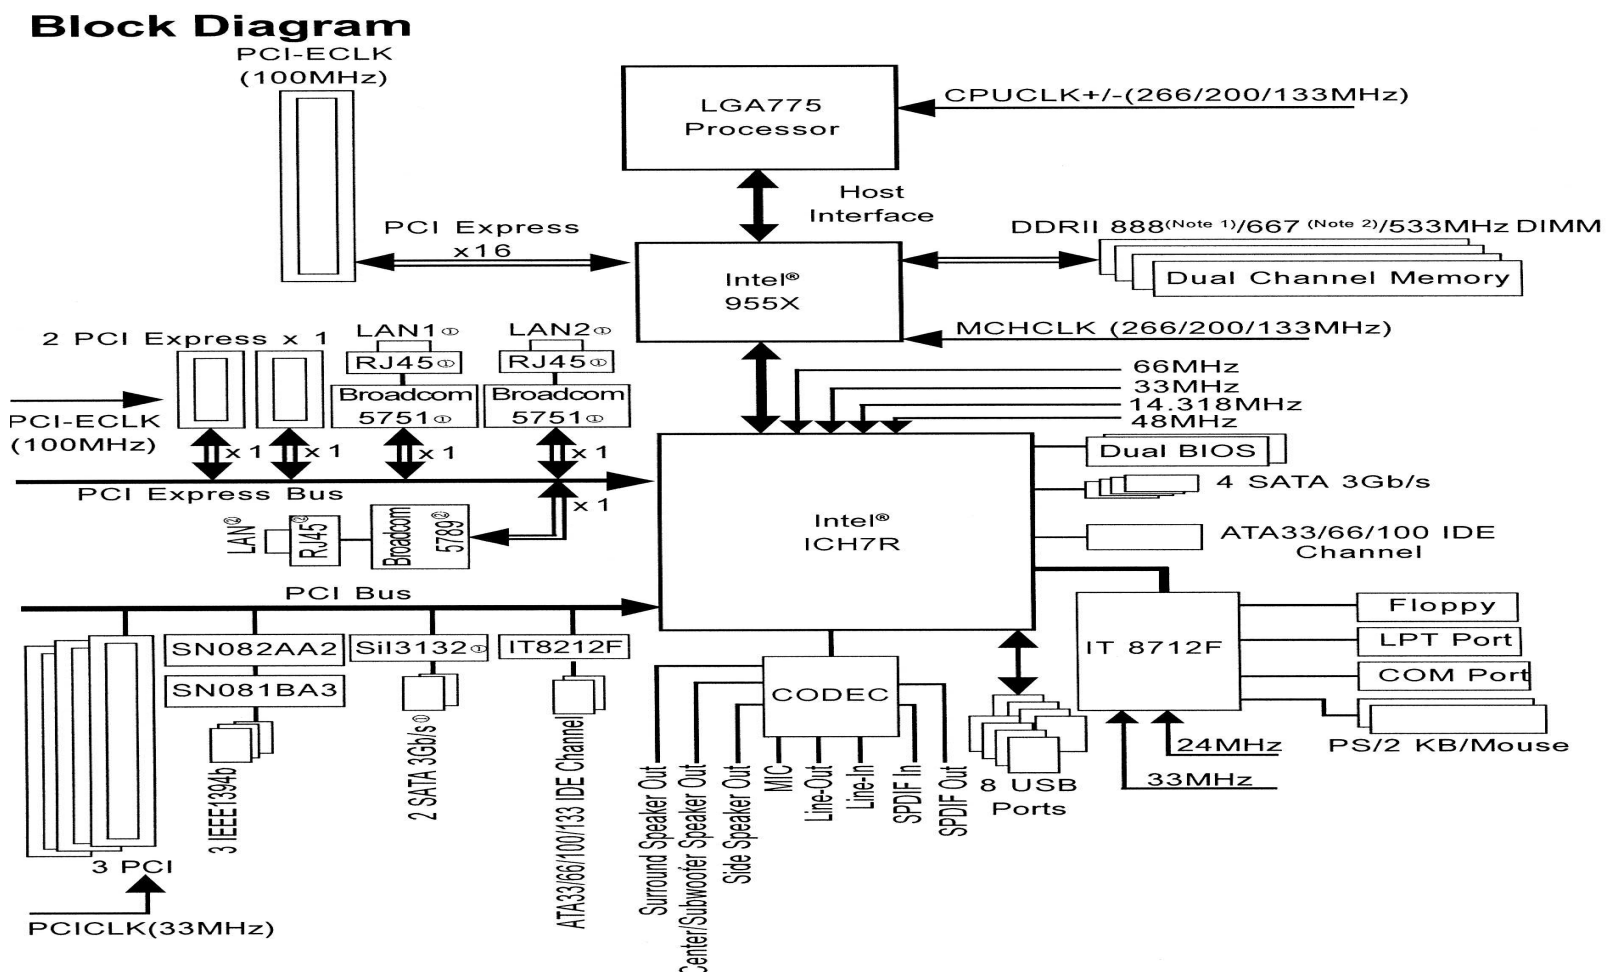 Block Diagram
PCI-ECLK
(100MHz)
LGA775
Processor
CPUCLK+/-(266/200/133MHz)
Host
Interface
PCI Express
x16
DDRII 888(Note 1)/667 (Note 2)/533MHz DIMM
Dual Channel Memory
Intel®
955X
MCHCLK (266/200/133MHz)
2 PCI Express x 1
LAN1①
RJ45①
Broadcom
5751①
LAN2①
RJ45①
Broadcom
5751①
PCI-ECLK
(100MHz)
x 1
x 1
x 1
x 1
66MHz
33MHz
14.318MHz
48MHz
PCI Express Bus
x 1
LAN②
RJ45②
Broadcom
5789②
Intel®
ICH7R
Dual BIOS
4 SATA 3Gb/s
ATA33/66/100 IDE
Channel
PCI Bus
SN082AA2
SN081BA3
SiI3132①
IT8212F
3 PCI
3 IEEE1394b
2 SATA 3Gb/s①
ATA33/66/100/133 IDE Channel
PCICLK(33MHz)
CODEC
Surround Speaker Out
Center/Subwoofer Speaker Out
Side Speaker Out
MIC
Line-Out
Line-In
SPDIF In
SPDIF Out
8 USB
Ports
IT 8712F
Floppy
LPT Port
COM Port
PS/2 KB/Mouse
24MHz
33MHz